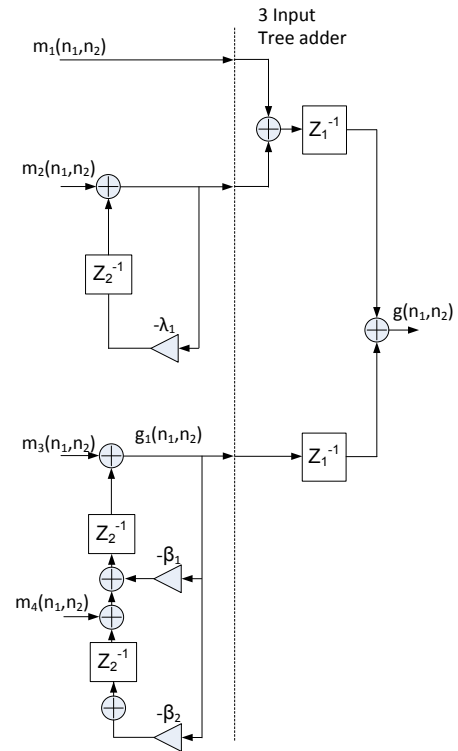 3 Input
Tree adder
m₁(n₁,n₂)
Z₁⁻¹
m₂(n₁,n₂)
Z₂⁻¹
-λ₁
g(n₁,n₂)
m₃(n₁,n₂)
g₁(n₁,n₂)
Z₁⁻¹
Z₂⁻¹
-β₁
m₄(n₁,n₂)
Z₂⁻¹
-β₂